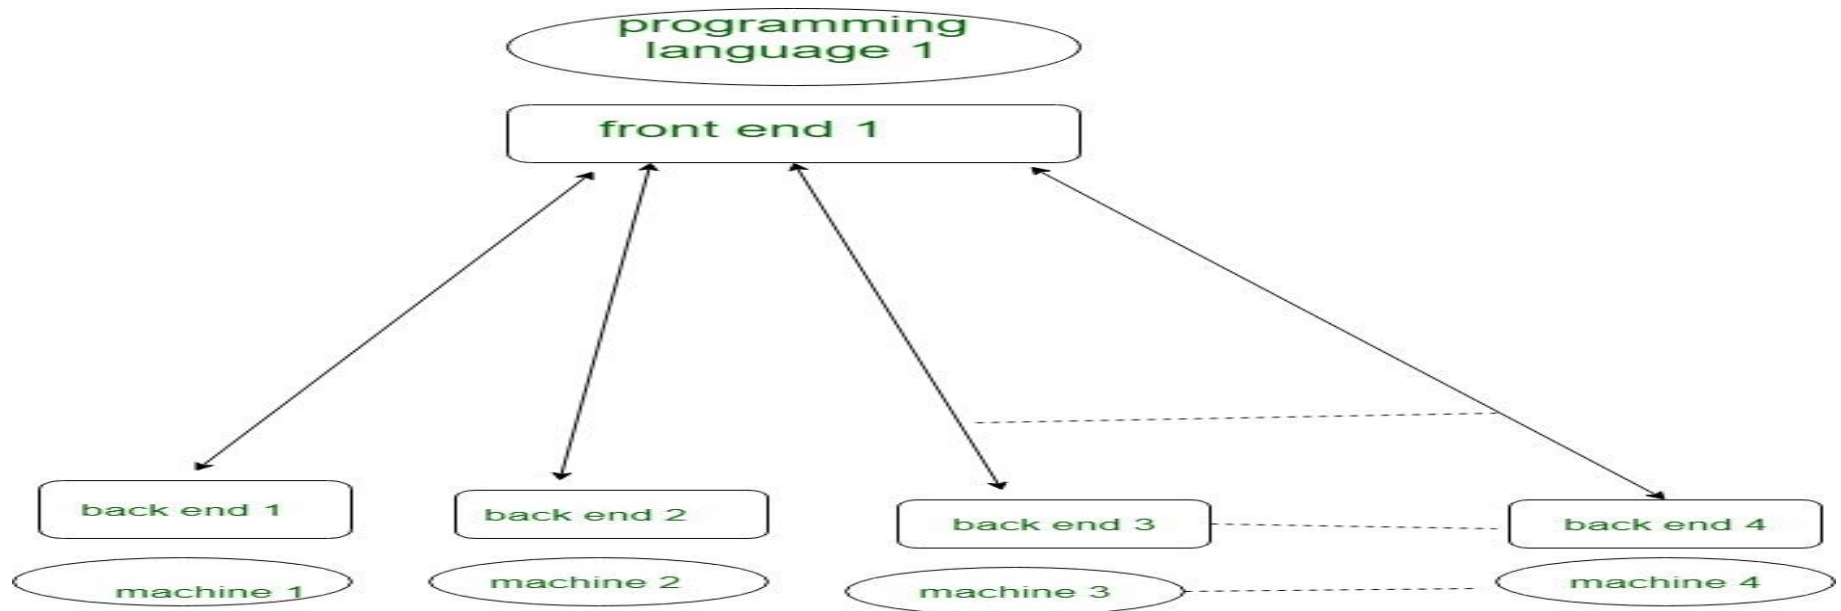 programming
language 1
front end 1
back end 1
back end 2
back end 3
back end 4
machine 1
machine 2
machine 3
machine 4